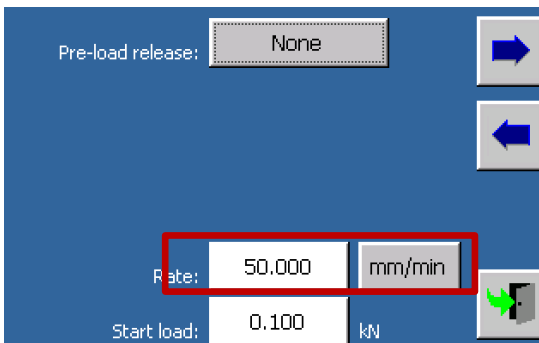 Pre-load release: None
Rate: 50.000 mm/min
Start load: 0.100 kN